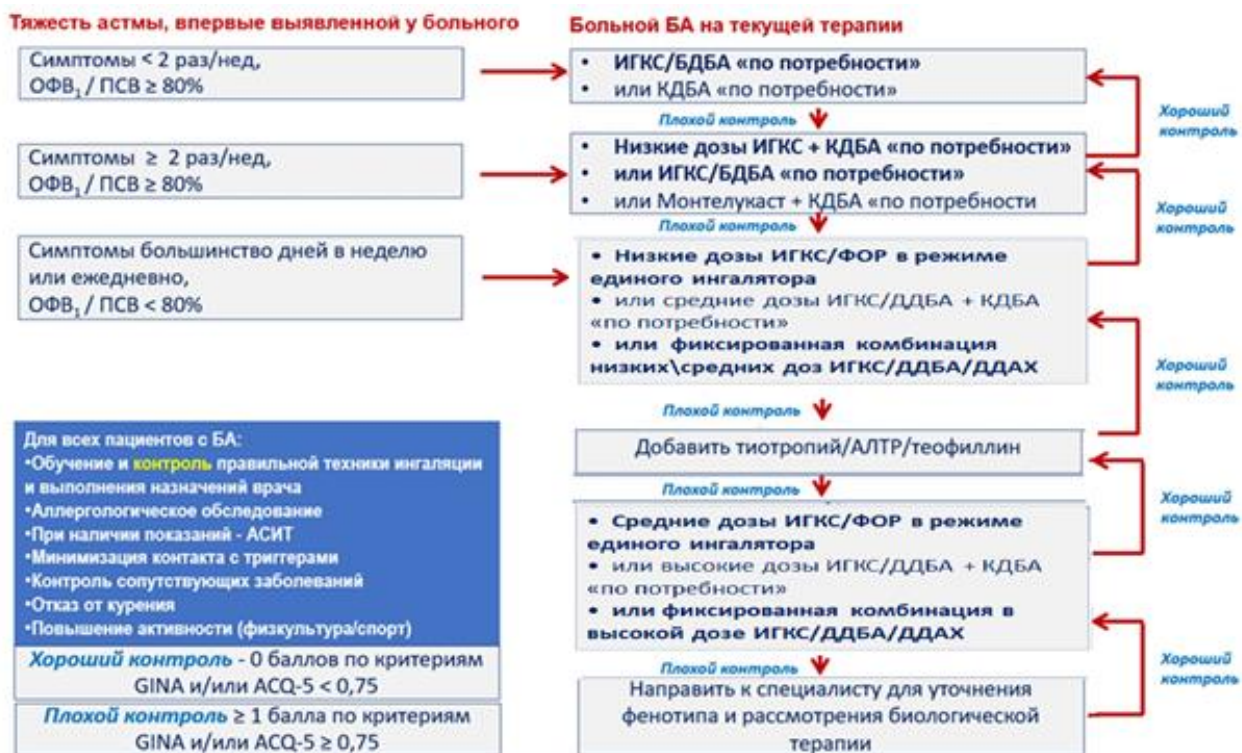 Тяжесть астмы, впервые выявленной у больного
Симптомы < 2 раз/нед,
ОФВ₁ / ПСВ ≥ 80%
Симптомы ≥ 2 раз/нед,
ОФВ₁ / ПСВ ≥ 80%
Симптомы большинство дней в неделю
или ежедневно,
ОФВ₁ / ПСВ < 80%
Больной БА на текущей терапии
• ИГКС/БДБА «по потребности»
• или КДБА «по потребности»
Плохой контроль
Хороший
контроль
• Низкие дозы ИГКС + КДБА «по потребности»
• или ИГКС/БДБА «по потребности»
• или Монтелукаст + КДБА «по потребности
Плохой контроль
Хороший
контроль
• Низкие дозы ИГКС/ФОР в режиме
единого ингалятора
• или средние дозы ИГКС/ДДБА + КДБА
«по потребности»
• или фиксированная комбинация
низких\средних доз ИГКС/ДДБА/ДДАХ
Плохой контроль
Хороший
контроль
Добавить тиотропий/АЛТР/теофиллин
Плохой контроль
Хороший
контроль
• Средние дозы ИГКС/ФОР в режиме
единого ингалятора
• или высокие дозы ИГКС/ДДБА + КДБА
«по потребности»
• или фиксированная комбинация в
высокой дозе ИГКС/ДДБА/ДДАХ
Плохой контроль
Хороший
контроль
Направить к специалисту для уточнения
фенотипа и рассмотрения биологической
терапии
Для всех пациентов с БА:
•Обучение и контроль правильной техники ингаляции
и выполнения назначений врача
•Аллергологическое обследование
•При наличии показаний - АСИТ
•Минимизация контакта с триггерами
•Контроль сопутствующих заболеваний
•Отказ от курения
•Повышение активности (физкультура/спорт)
Хороший контроль - 0 баллов по критериям
GINA и/или ACQ-5 < 0,75
Плохой контроль ≥ 1 балла по критериям
GINA и/или ACQ-5 ≥ 0,75